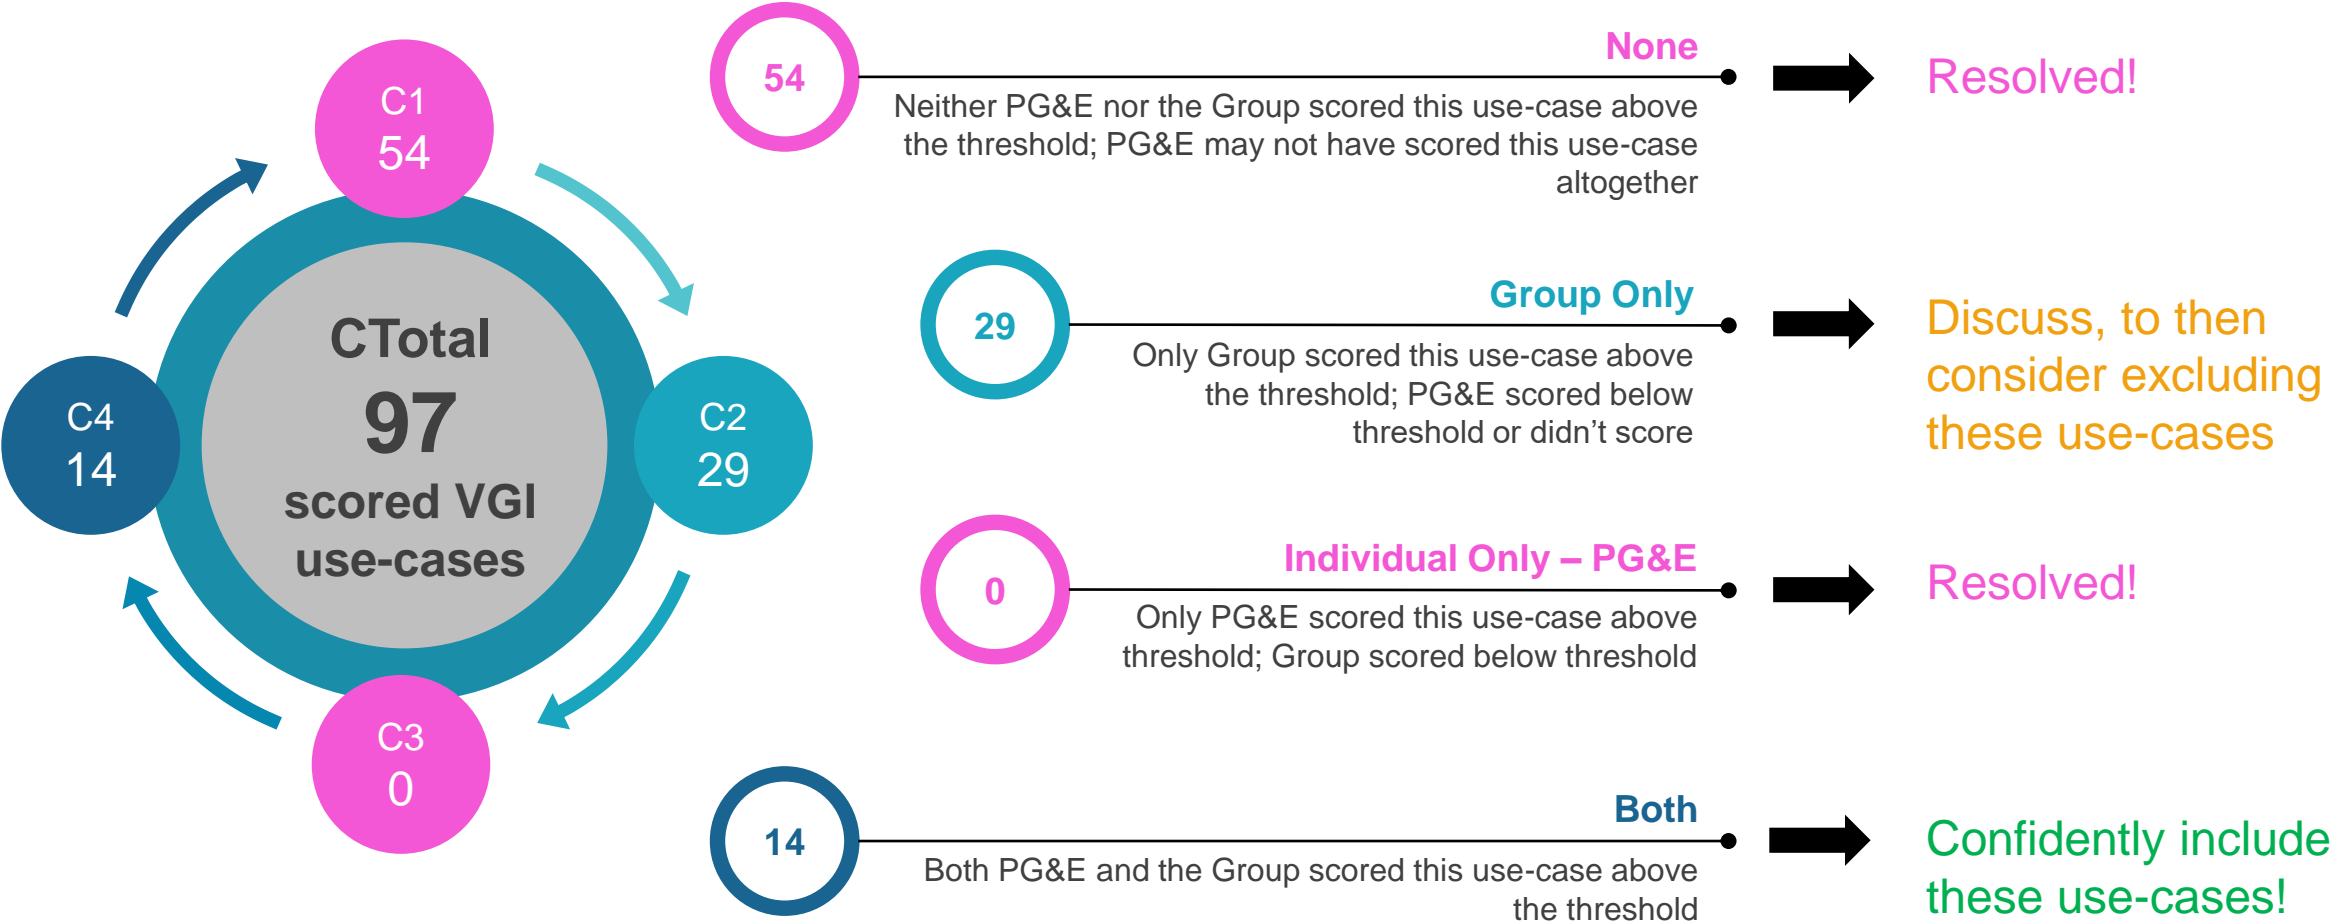 C1
54
C2
29
C3
0
C4
14
CTotal
97
scored VGI
use-cases
54
None
Neither PG&E nor the Group scored this use-case above
the threshold; PG&E may not have scored this use-case
altogether
Resolved!
29
Group Only
Only Group scored this use-case above
the threshold; PG&E scored below
threshold or didn’t score
Discuss, to then
consider excluding
these use-cases
0
Individual Only – PG&E
Only PG&E scored this use-case above
threshold; Group scored below threshold
Resolved!
14
Both
Both PG&E and the Group scored this use-case above
the threshold
Confidently include
these use-cases!